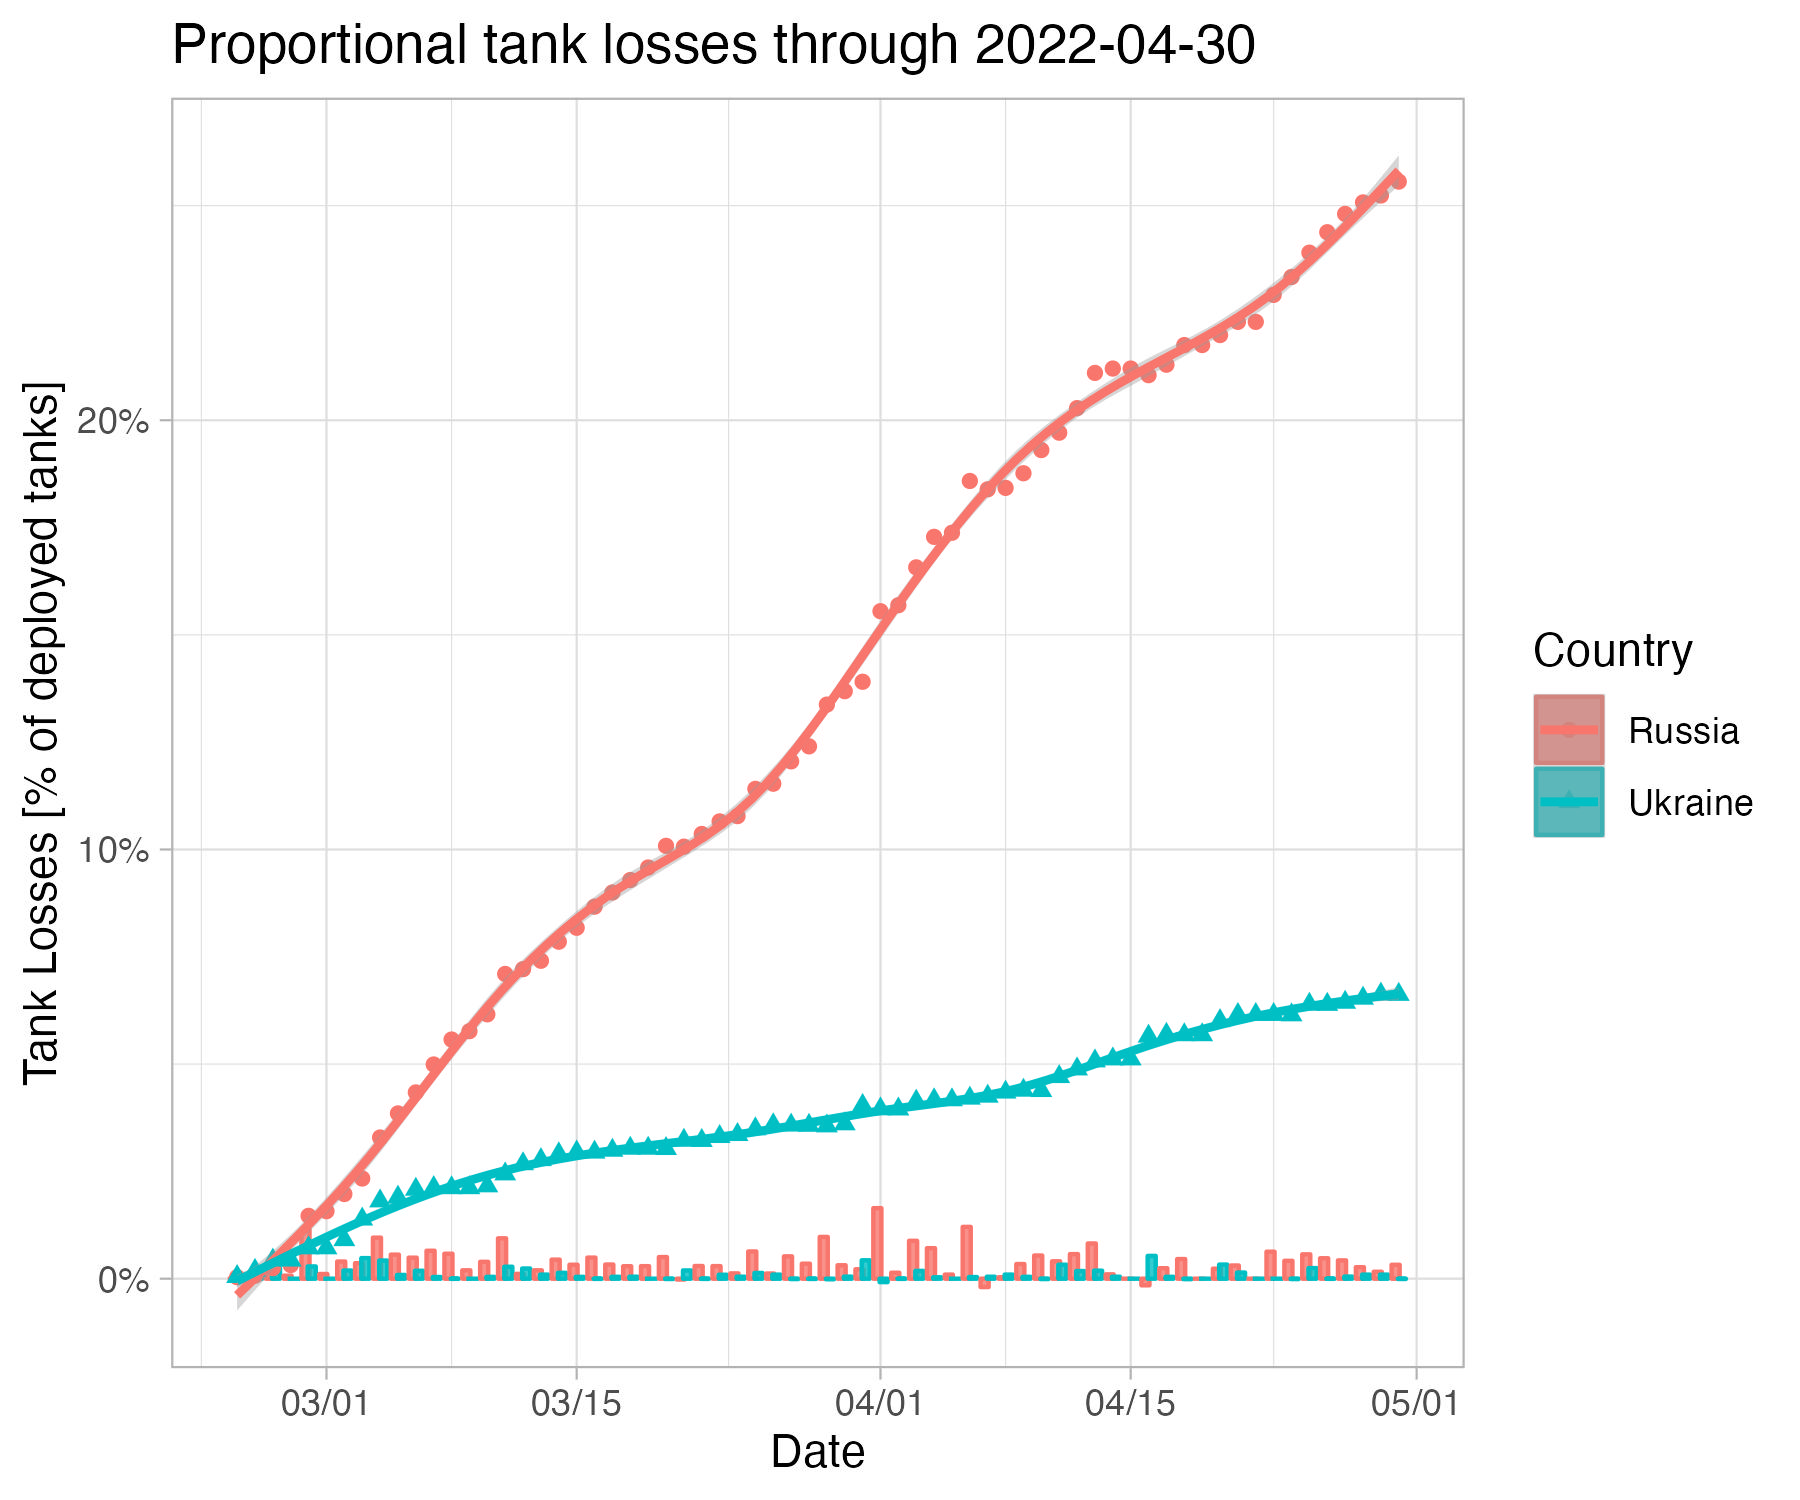 Proportional tank losses through 2022-04-30
Tank Losses [% of deployed tanks]
20%
10%
0%
03/01
03/15
04/01
04/15
05/01
Date
Country
Russia
Ukraine